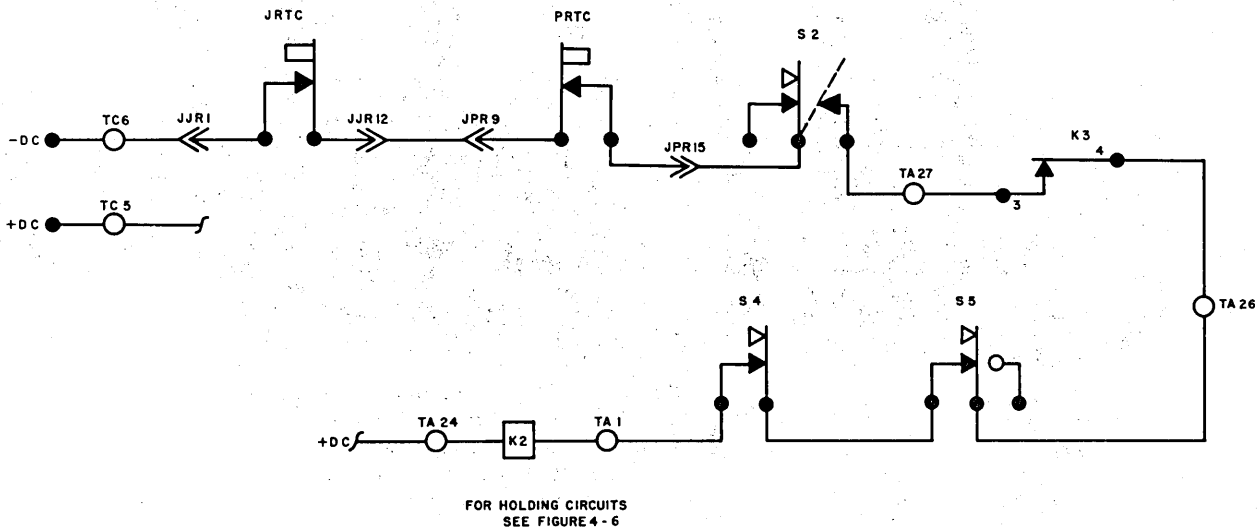 JRTC
PRTC
S 2
-DC
TC6
JJR1
JJR12
JPR9
JPR15
TA 27
3
K3
4
+DC
TC 5
S 4
S 5
TA 26
+DC
TA 24
K2
TA 1
FOR HOLDING CIRCUITS
SEE FIGURE 4-6